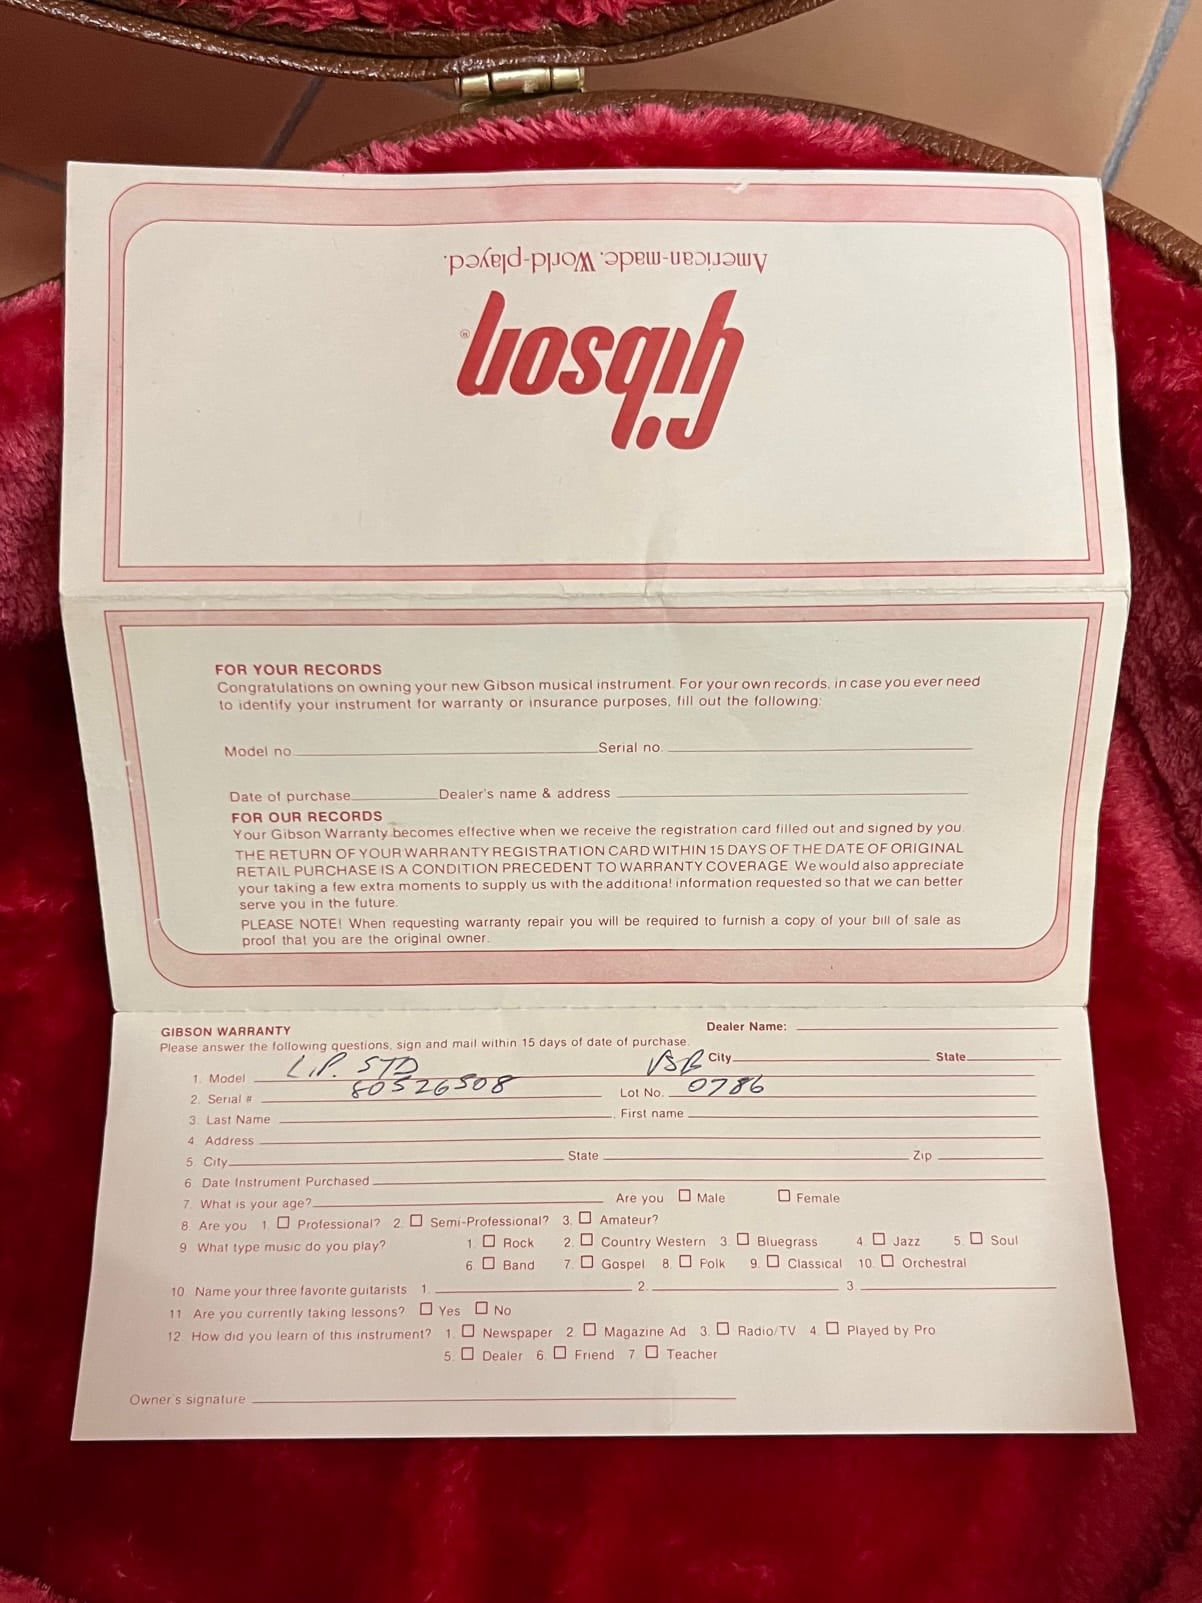 American-made. World-played.
Gibson®
FOR YOUR RECORDS
Congratulations on owning your new Gibson musical instrument. For your own records, in case you ever need
to identify your instrument for warranty or insurance purposes, fill out the following:
Model no. Serial no.
Date of purchase Dealer's name & address
FOR OUR RECORDS
Your Gibson Warranty becomes effective when we receive the registration card filled out and signed by you.
THE RETURN OF YOUR WARRANTY REGISTRATION CARD WITHIN 15 DAYS OF THE DATE OF ORIGINAL
RETAIL PURCHASE IS A CONDITION PRECEDENT TO WARRANTY COVERAGE. We would also appreciate
your taking a few extra moments to supply us with the additional information requested so that we can better
serve you in the future.
PLEASE NOTE! When requesting warranty repair you will be required to furnish a copy of your bill of sale as
proof that you are the original owner.
GIBSON WARRANTY Dealer Name:
Please answer the following questions, sign and mail within 15 days of date of purchase.
City State
1. Model L.P. STD VSB
2. Serial # 80526508 Lot No. 0786
3. Last Name First name
4. Address
5. City State Zip
6. Date Instrument Purchased
7. What is your age? Are you Male Female
8. Are you 1. Professional? 2. Semi-Professional? 3. Amateur?
9. What type music do you play? 1. Rock 2. Country Western 3. Bluegrass 4. Jazz 5. Soul
6. Band 7. Gospel 8. Folk 9. Classical 10. Orchestral
10. Name your three favorite guitarists 1. 2. 3.
11. Are you currently taking lessons? Yes No
12. How did you learn of this instrument? 1. Newspaper 2. Magazine Ad 3. Radio/TV 4. Played by Pro
5. Dealer 6. Friend 7. Teacher
Owner's signature